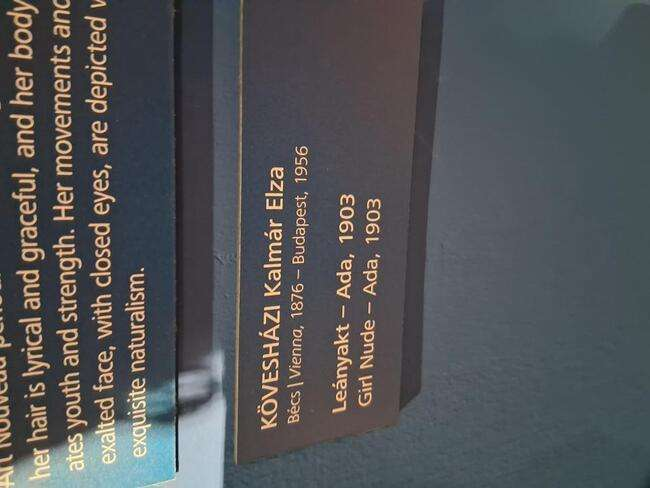 Art Nouveau period.
her hair is lyrical and graceful, and her body
ates youth and strength. Her movements and
exalted face, with closed eyes, are depicted
exquisite naturalism.
KÖVESHÁZI Kalmár Elza
Bécs | Vienna, 1876 – Budapest, 1956
Leányakt – Ada, 1903
Girl Nude – Ada, 1903